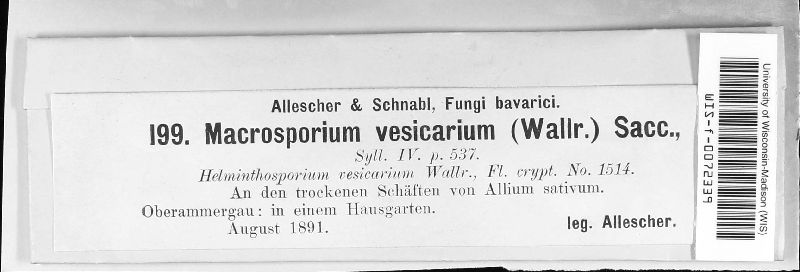 Allescher & Schnabl, Fungi bavarici.
199. Macrosporium vesicarium (Wallr.) Sacc.,
Syll. IV. p. 537.
Helminthosporium vesicarium Wallr., Fl. crypt. No. 1514.
An den trockenen Schäften von Allium sativum.
Oberammergau: in einem Hausgarten.
August 1891.
leg. Allescher.
University of Wisconsin-Madison (WIS)
WIS-f-0072339